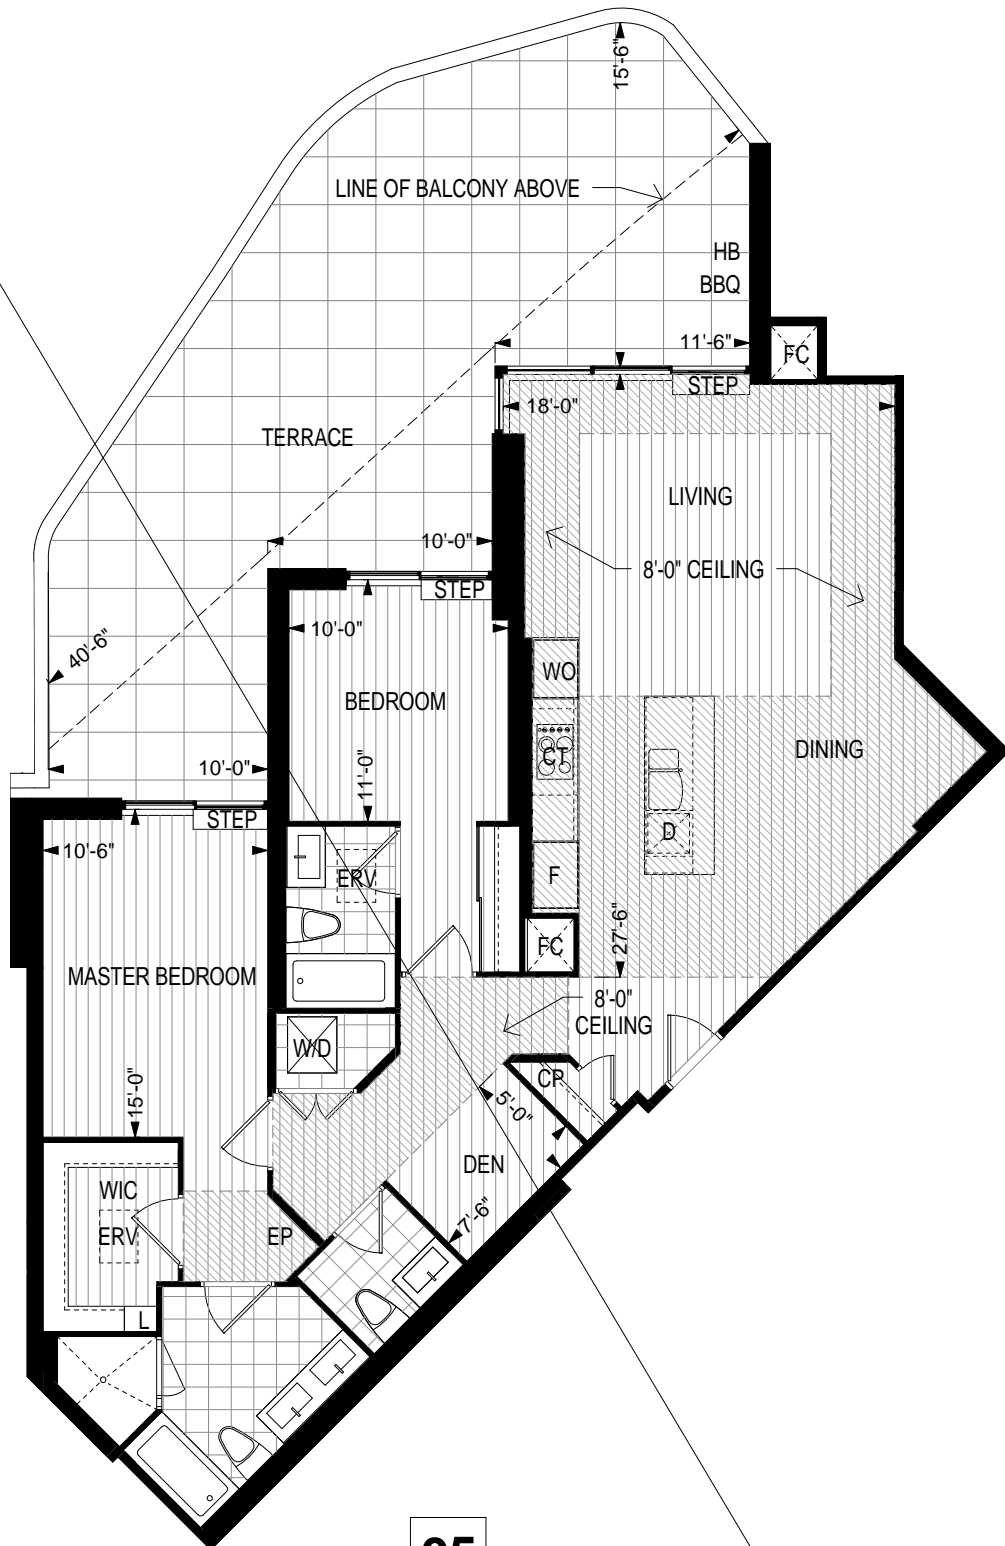 15'-6"
LINE OF BALCONY ABOVE
HB
BBQ
11'-6"
FC
STEP
18'-0"
TERRACE
LIVING
10'-0"
8'-0" CEILING
STEP
10'-0"
40'-6"
WO
BEDROOM
CT
DINING
10'-0"
11'-0"
STEP
D
10'-6"
ERV
F
27'-6"
FC
MASTER BEDROOM
8'-0"
CEILING
W/D
CP
15'-0"
5'-0"
DEN
WIC
7'-6"
ERV
EP
L